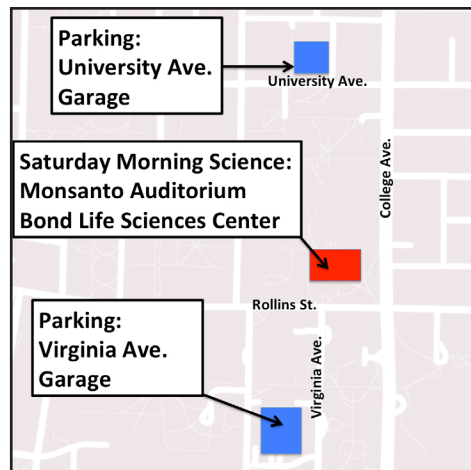 Parking:
University Ave.
Garage
University Ave.
College Ave.
Saturday Morning Science:
Monsanto Auditorium
Bond Life Sciences Center
Rollins St.
Parking:
Virginia Ave.
Garage
Virginia Ave.